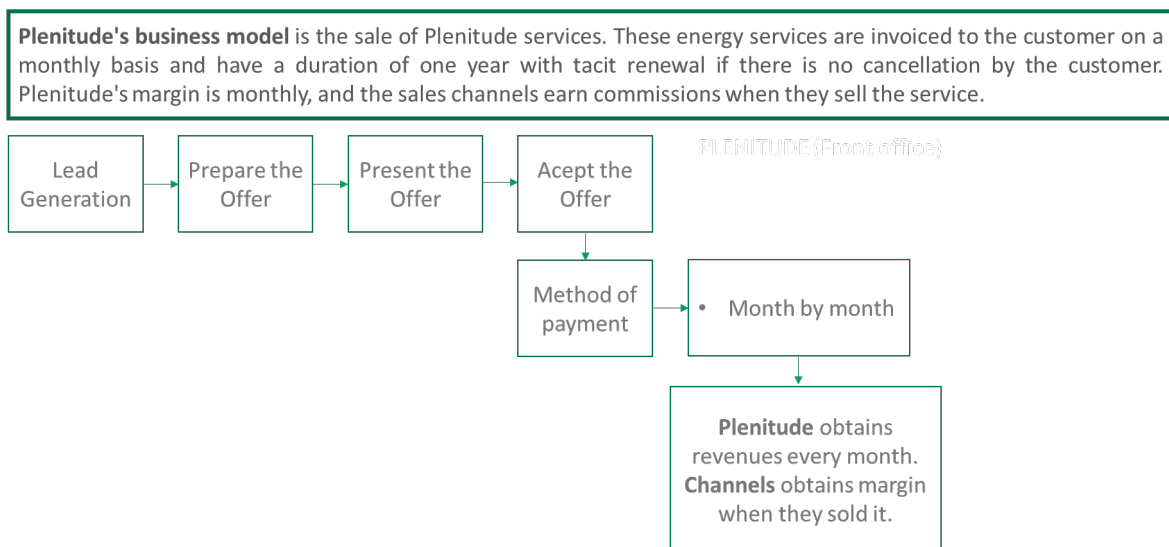 Plenitude's business model is the sale of Plenitude services. These energy services are invoiced to the customer on a
monthly basis and have a duration of one year with tacit renewal if there is no cancellation by the customer.
Plenitude's margin is monthly, and the sales channels earn commissions when they sell the service.
PLENITUDE (Front office)
Lead
Generation
Prepare the
Offer
Present the
Offer
Acept the
Offer
Method of
payment
• Month by month
Plenitude obtains
revenues every month.
Channels obtains margin
when they sold it.